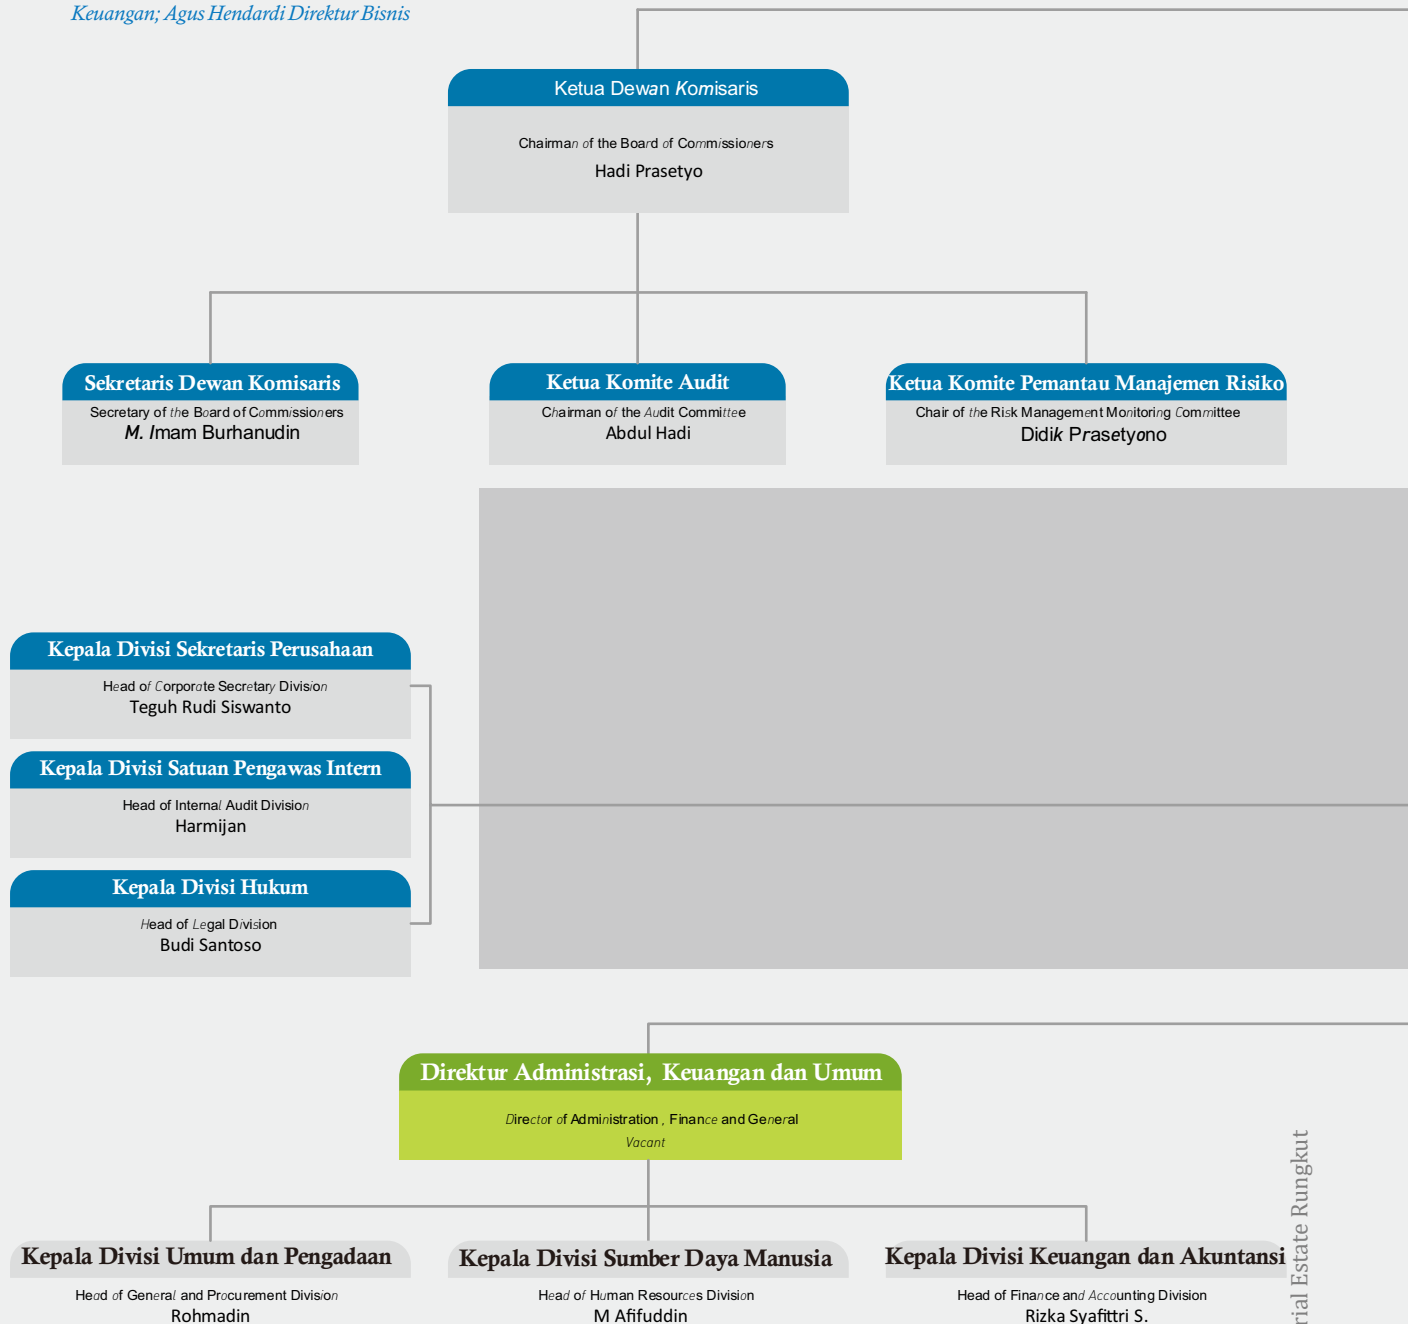 Keuangan; Agus Hendardi Direktur Bisnis
Ketua Dewan Komisaris
Chairman of the Board of Commissioners
Hadi Prasetyo
Sekretaris Dewan Komisaris
Secretary of the Board of Commissioners
M. Imam Burhanudin
Ketua Komite Audit
Chairman of the Audit Committee
Abdul Hadi
Ketua Komite Pemantau Manajemen Risiko
Chair of the Risk Management Monitoring Committee
Didik Prasetyono
Kepala Divisi Sekretaris Perusahaan
Head of Corporate Secretary Division
Teguh Rudi Siswanto
Kepala Divisi Satuan Pengawas Intern
Head of Internal Audit Division
Harmijan
Kepala Divisi Hukum
Head of Legal Division
Budi Santoso
Direktur Administrasi, Keuangan dan Umum
Director of Administration , Finance and General
Vacant
Kepala Divisi Umum dan Pengadaan
Head of General and Procurement Division
Rohmadin
Kepala Divisi Sumber Daya Manusia
Head of Human Resources Division
M Afifuddin
Kepala Divisi Keuangan dan Akuntansi
Head of Finance and Accounting Division
Rizka Syafittri S.
rial Estate Rungkut